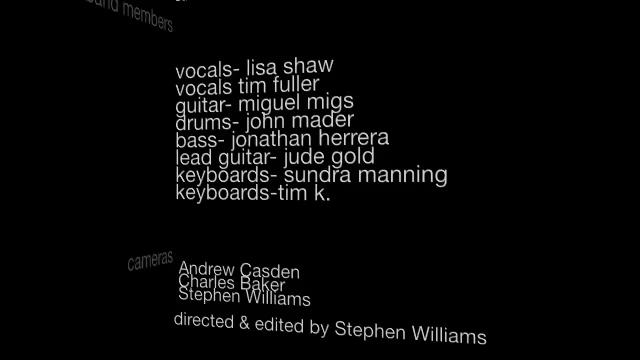 band members
vocals- lisa shaw
vocals tim fuller
guitar- miguel migs
drums- john mader
bass- jonathan herrera
lead guitar- jude gold
keyboards- sundra manning
keyboards-tim k.
cameras
Andrew Casden
Charles Baker
Stephen Williams
directed & edited by Stephen Williams